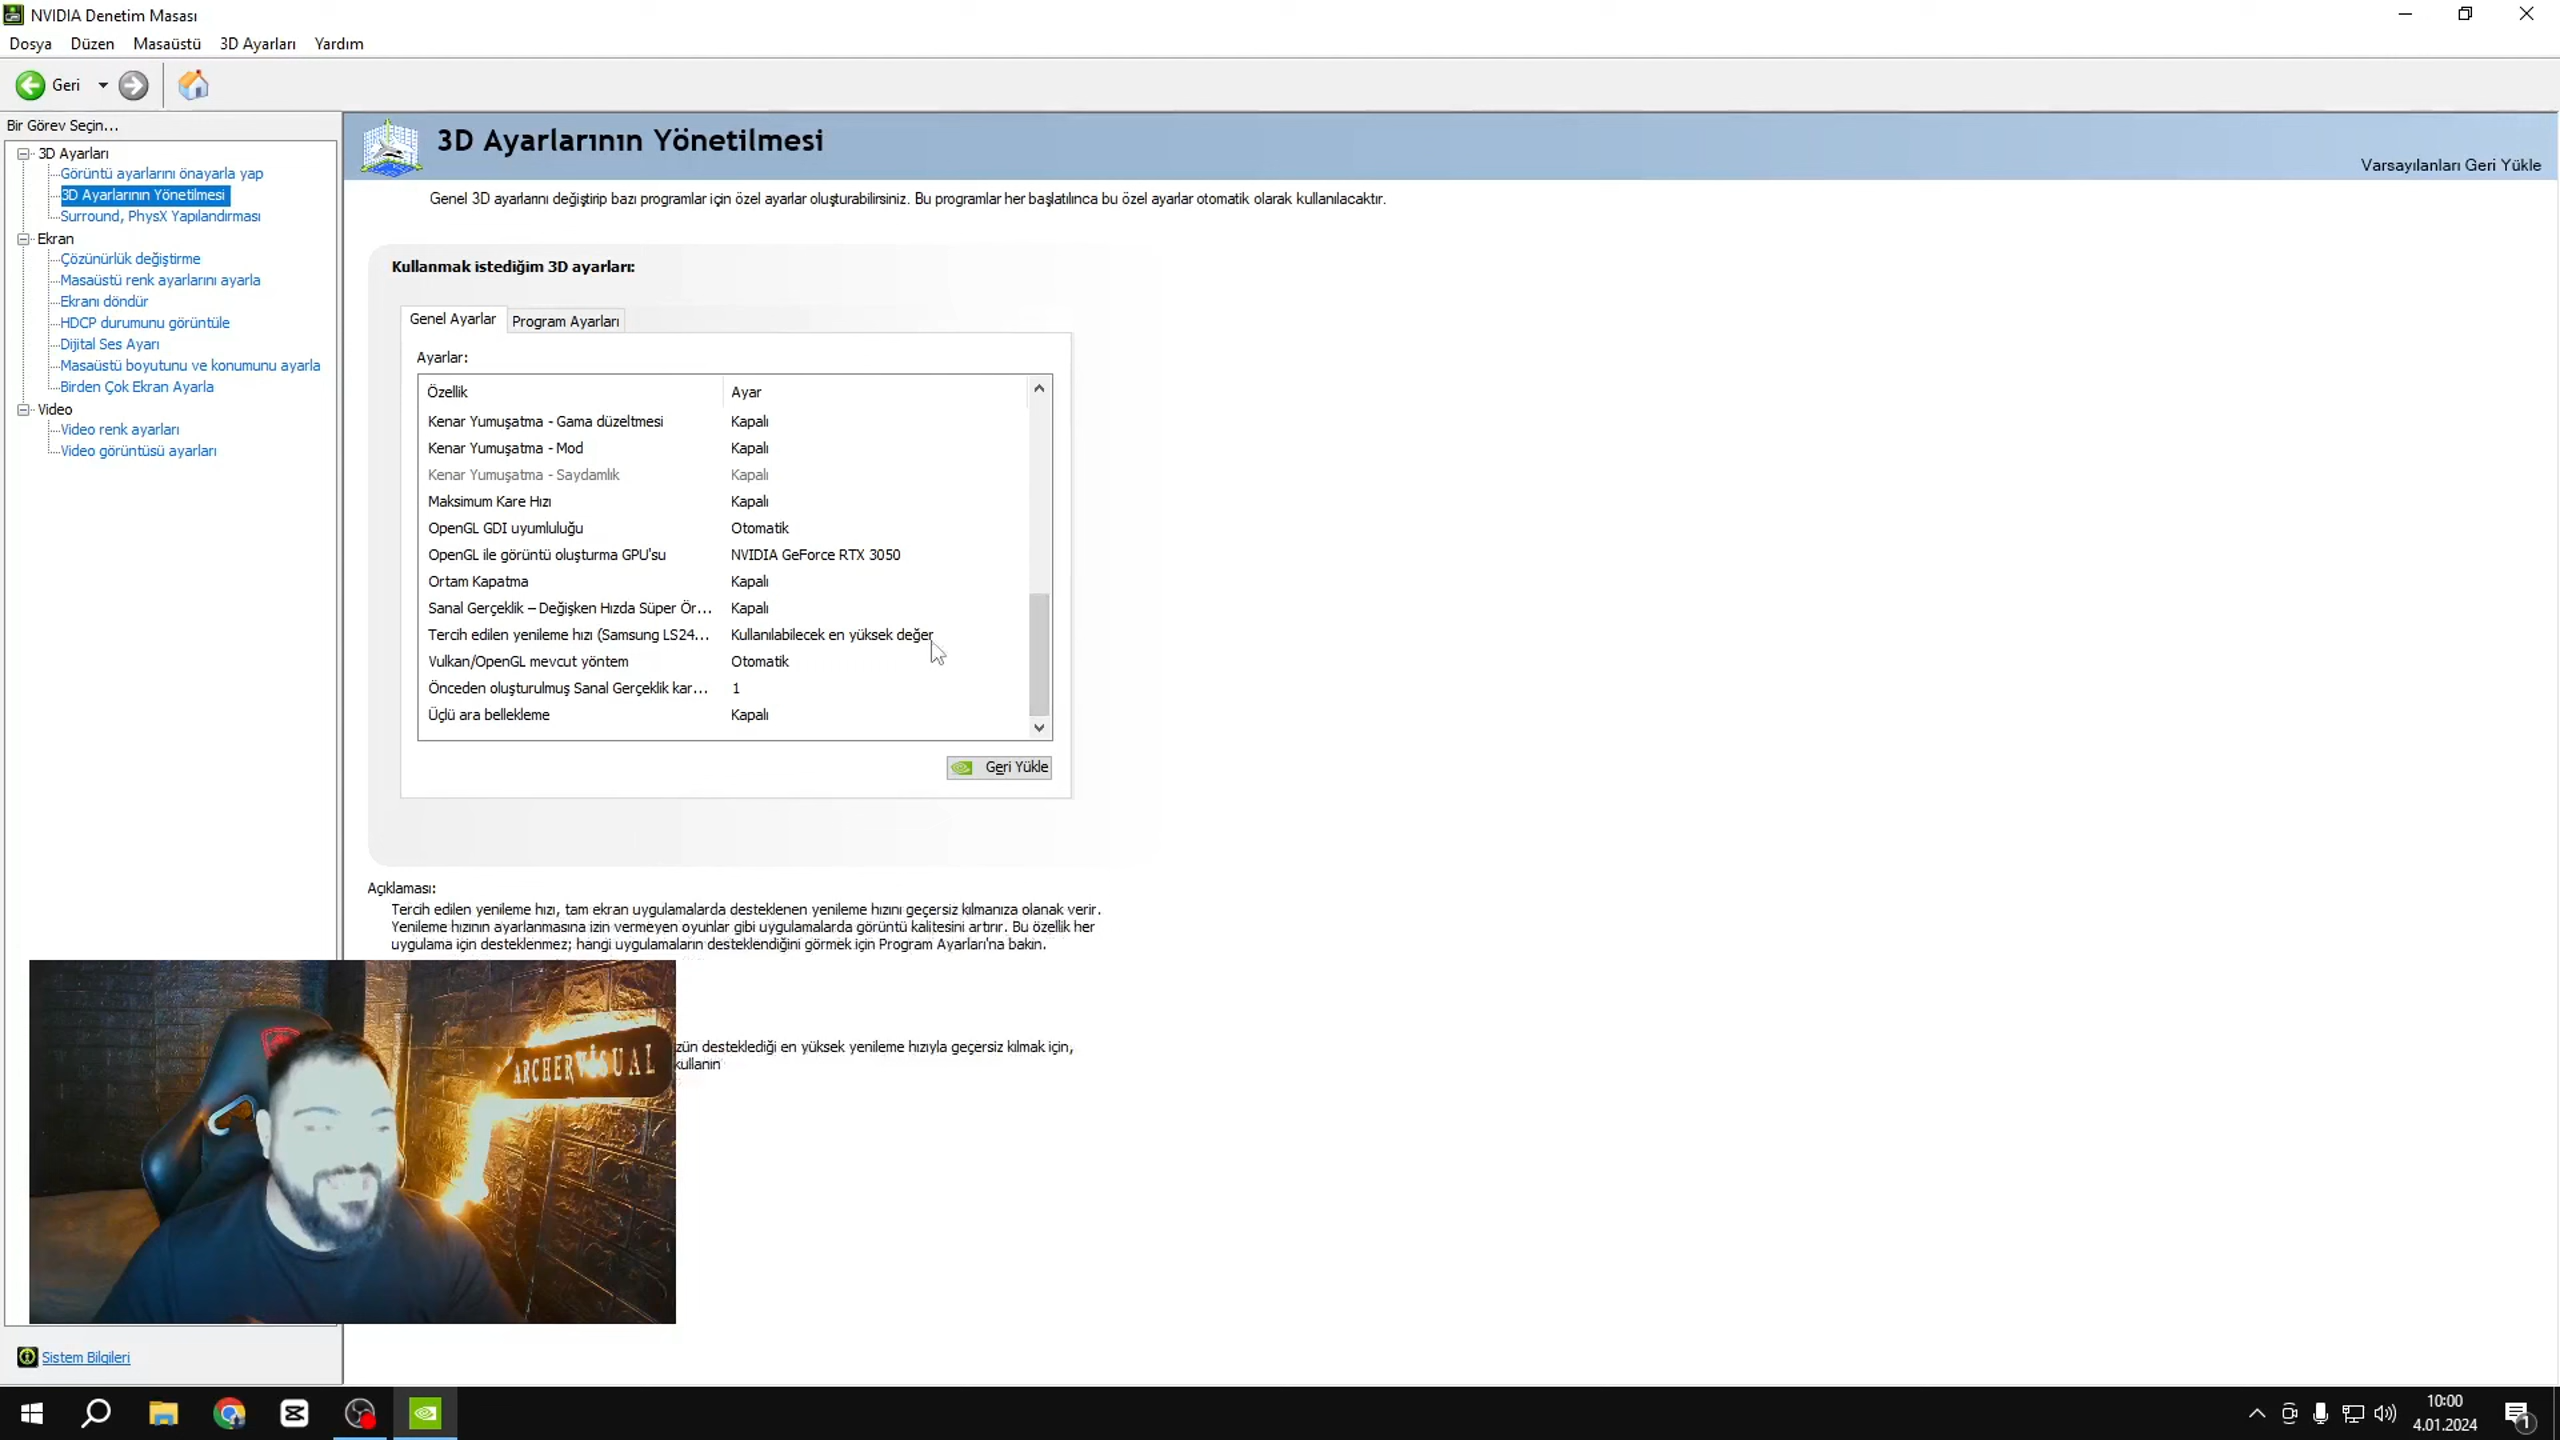 NVIDIA Denetim Masası
Dosya Düzen Masaüstü 3D Ayarları Yardım
Geri
Bir Görev Seçin...
3D Ayarları
Görüntü ayarlarını önayarla yap
3D Ayarlarının Yönetilmesi
Surround, PhysX Yapılandırması
Ekran
Çözünürlük değiştirme
Masaüstü renk ayarlarını ayarla
Ekranı döndür
HDCP durumunu görüntüle
Dijital Ses Ayarı
Masaüstü boyutunu ve konumunu ayarla
Birden Çok Ekran Ayarla
Video
Video renk ayarları
Video görüntüsü ayarları
Sistem Bilgileri
3D Ayarlarının Yönetilmesi
Varsayılanları Geri Yükle
Genel 3D ayarlarını değiştirip bazı programlar için özel ayarlar oluşturabilirsiniz. Bu programlar her başlatılınca bu özel ayarlar otomatik olarak kullanılacaktır.
Kullanmak istediğim 3D ayarları:
Genel Ayarlar Program Ayarları
Ayarlar:
Özellik Ayar
Kenar Yumuşatma - Gama düzeltmesi Kapalı
Kenar Yumuşatma - Mod Kapalı
Kenar Yumuşatma - Saydamlık Kapalı
Maksimum Kare Hızı Kapalı
OpenGL GDI uyumluluğu Otomatik
OpenGL ile görüntü oluşturma GPU'su NVIDIA GeForce RTX 3050
Ortam Kapatma Kapalı
Sanal Gerçeklik – Değişken Hızda Süper Ör... Kapalı
Tercih edilen yenileme hızı (Samsung LS24... Kullanılabilecek en yüksek değer
Vulkan/OpenGL mevcut yöntem Otomatik
Önceden oluşturulmuş Sanal Gerçeklik kar... 1
Üçlü ara bellekleme Kapalı
Geri Yükle
Açıklaması:
Tercih edilen yenileme hızı, tam ekran uygulamalarda desteklenen yenileme hızını geçersiz kılmanıza olanak verir.
Yenileme hızının ayarlanmasına izin vermeyen oyunlar gibi uygulamalarda görüntü kalitesini artırır. Bu özellik her
uygulama için desteklenmez; hangi uygulamaların desteklendiğini görmek için Program Ayarları'na bakın.
zün desteklediği en yüksek yenileme hızıyla geçersiz kılmak için,
kullanın
ARCHERVISUAL
10:00
4.01.2024
1